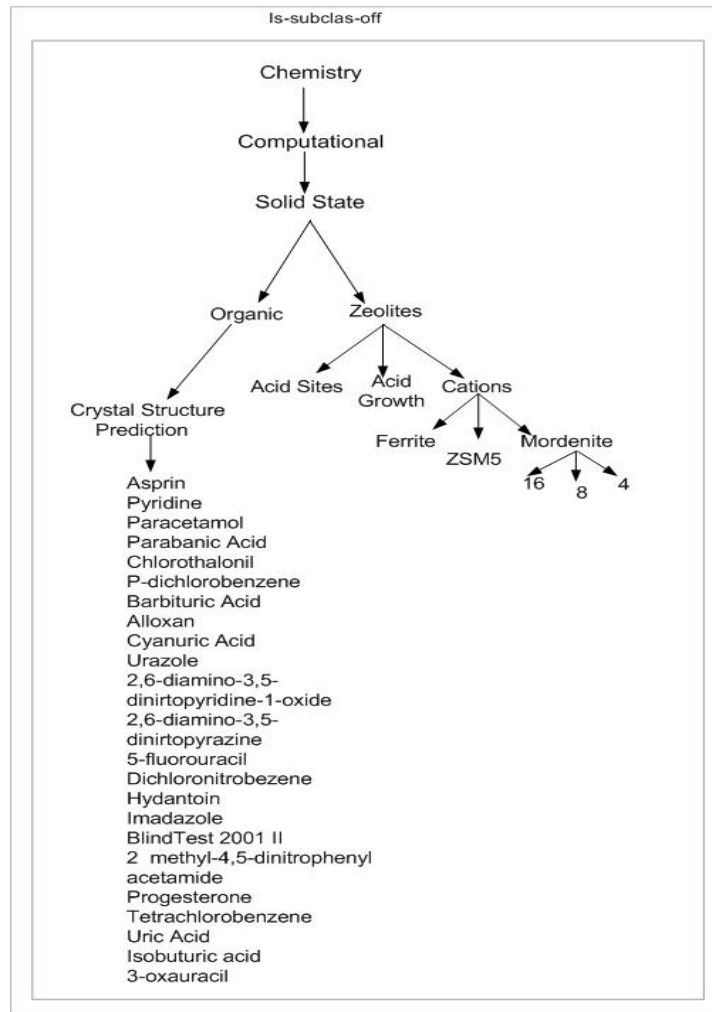 Is-subclas-off
Chemistry
Computational
Solid State
Organic
Zeolites
Acid Sites
Acid
Growth
Cations
Crystal Structure
Prediction
Ferrite
ZSM5
Mordenite
16
8
4
Asprin
Pyridine
Paracetamol
Parabanic Acid
Chlorothalonil
P-dichlorobenzene
Barbituric Acid
Alloxan
Cyanuric Acid
Urazole
2,6-diamino-3,5-
dinirtopyridine-1-oxide
2,6-diamino-3,5-
dinirtopyrazine
5-fluorouracil
Dichloronitrobezene
Hydantoin
Imadazole
BlindTest 2001 II
2 methyl-4,5-dinitrophenyl
acetamide
Progesterone
Tetrachlorobenzene
Uric Acid
Isobuturic acid
3-oxauracil